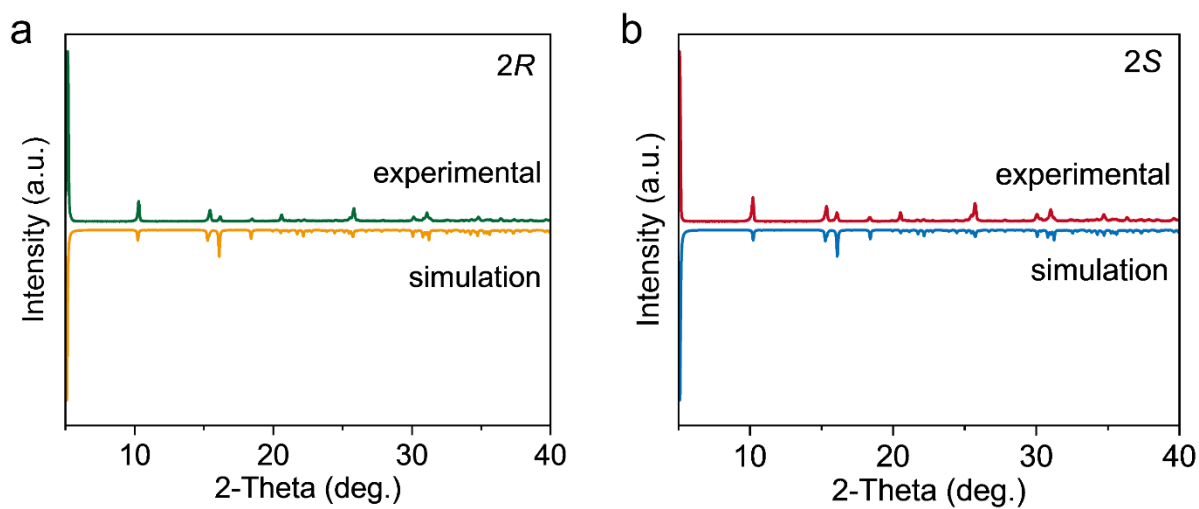 a
2R
experimental
simulation
Intensity (a.u.)
10 20 30 40
2-Theta (deg.)
b
2S
experimental
simulation
Intensity (a.u.)
10 20 30 40
2-Theta (deg.)